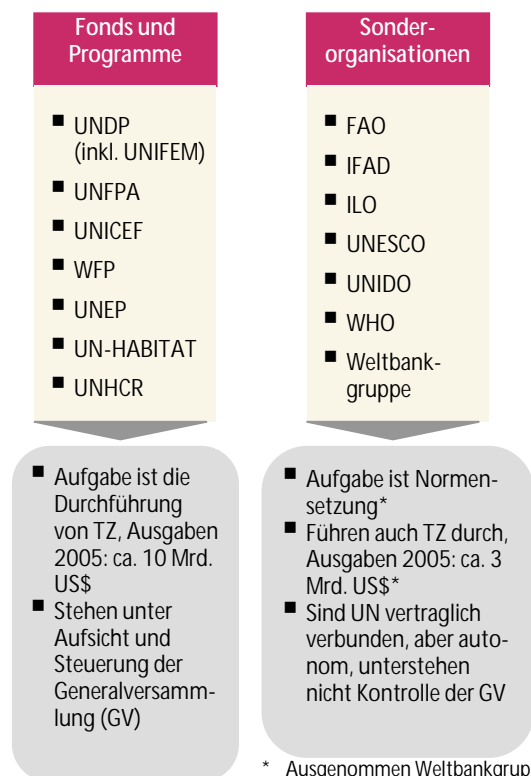 Fonds und
Programme
■ UNDP
(inkl. UNIFEM)
■ UNFPA
■ UNICEF
■ WFP
■ UNEP
■ UN-HABITAT
■ UNHCR
■ Aufgabe ist die
Durchführung
von TZ, Ausgaben
2005: ca. 10 Mrd.
US$
■ Stehen unter
Aufsicht und
Steuerung der
Generalversamm-
lung (GV)
Sonder-
organisationen
■ FAO
■ IFAD
■ ILO
■ UNESCO
■ UNIDO
■ WHO
■ Weltbank-
gruppe
■ Aufgabe ist Normen-
setzung*
■ Führen auch TZ durch,
Ausgaben 2005: ca. 3
Mrd. US$*
■ Sind UN vertraglich
verbunden, aber auto-
nom, unterstehen
nicht Kontrolle der GV
* Ausgenommen